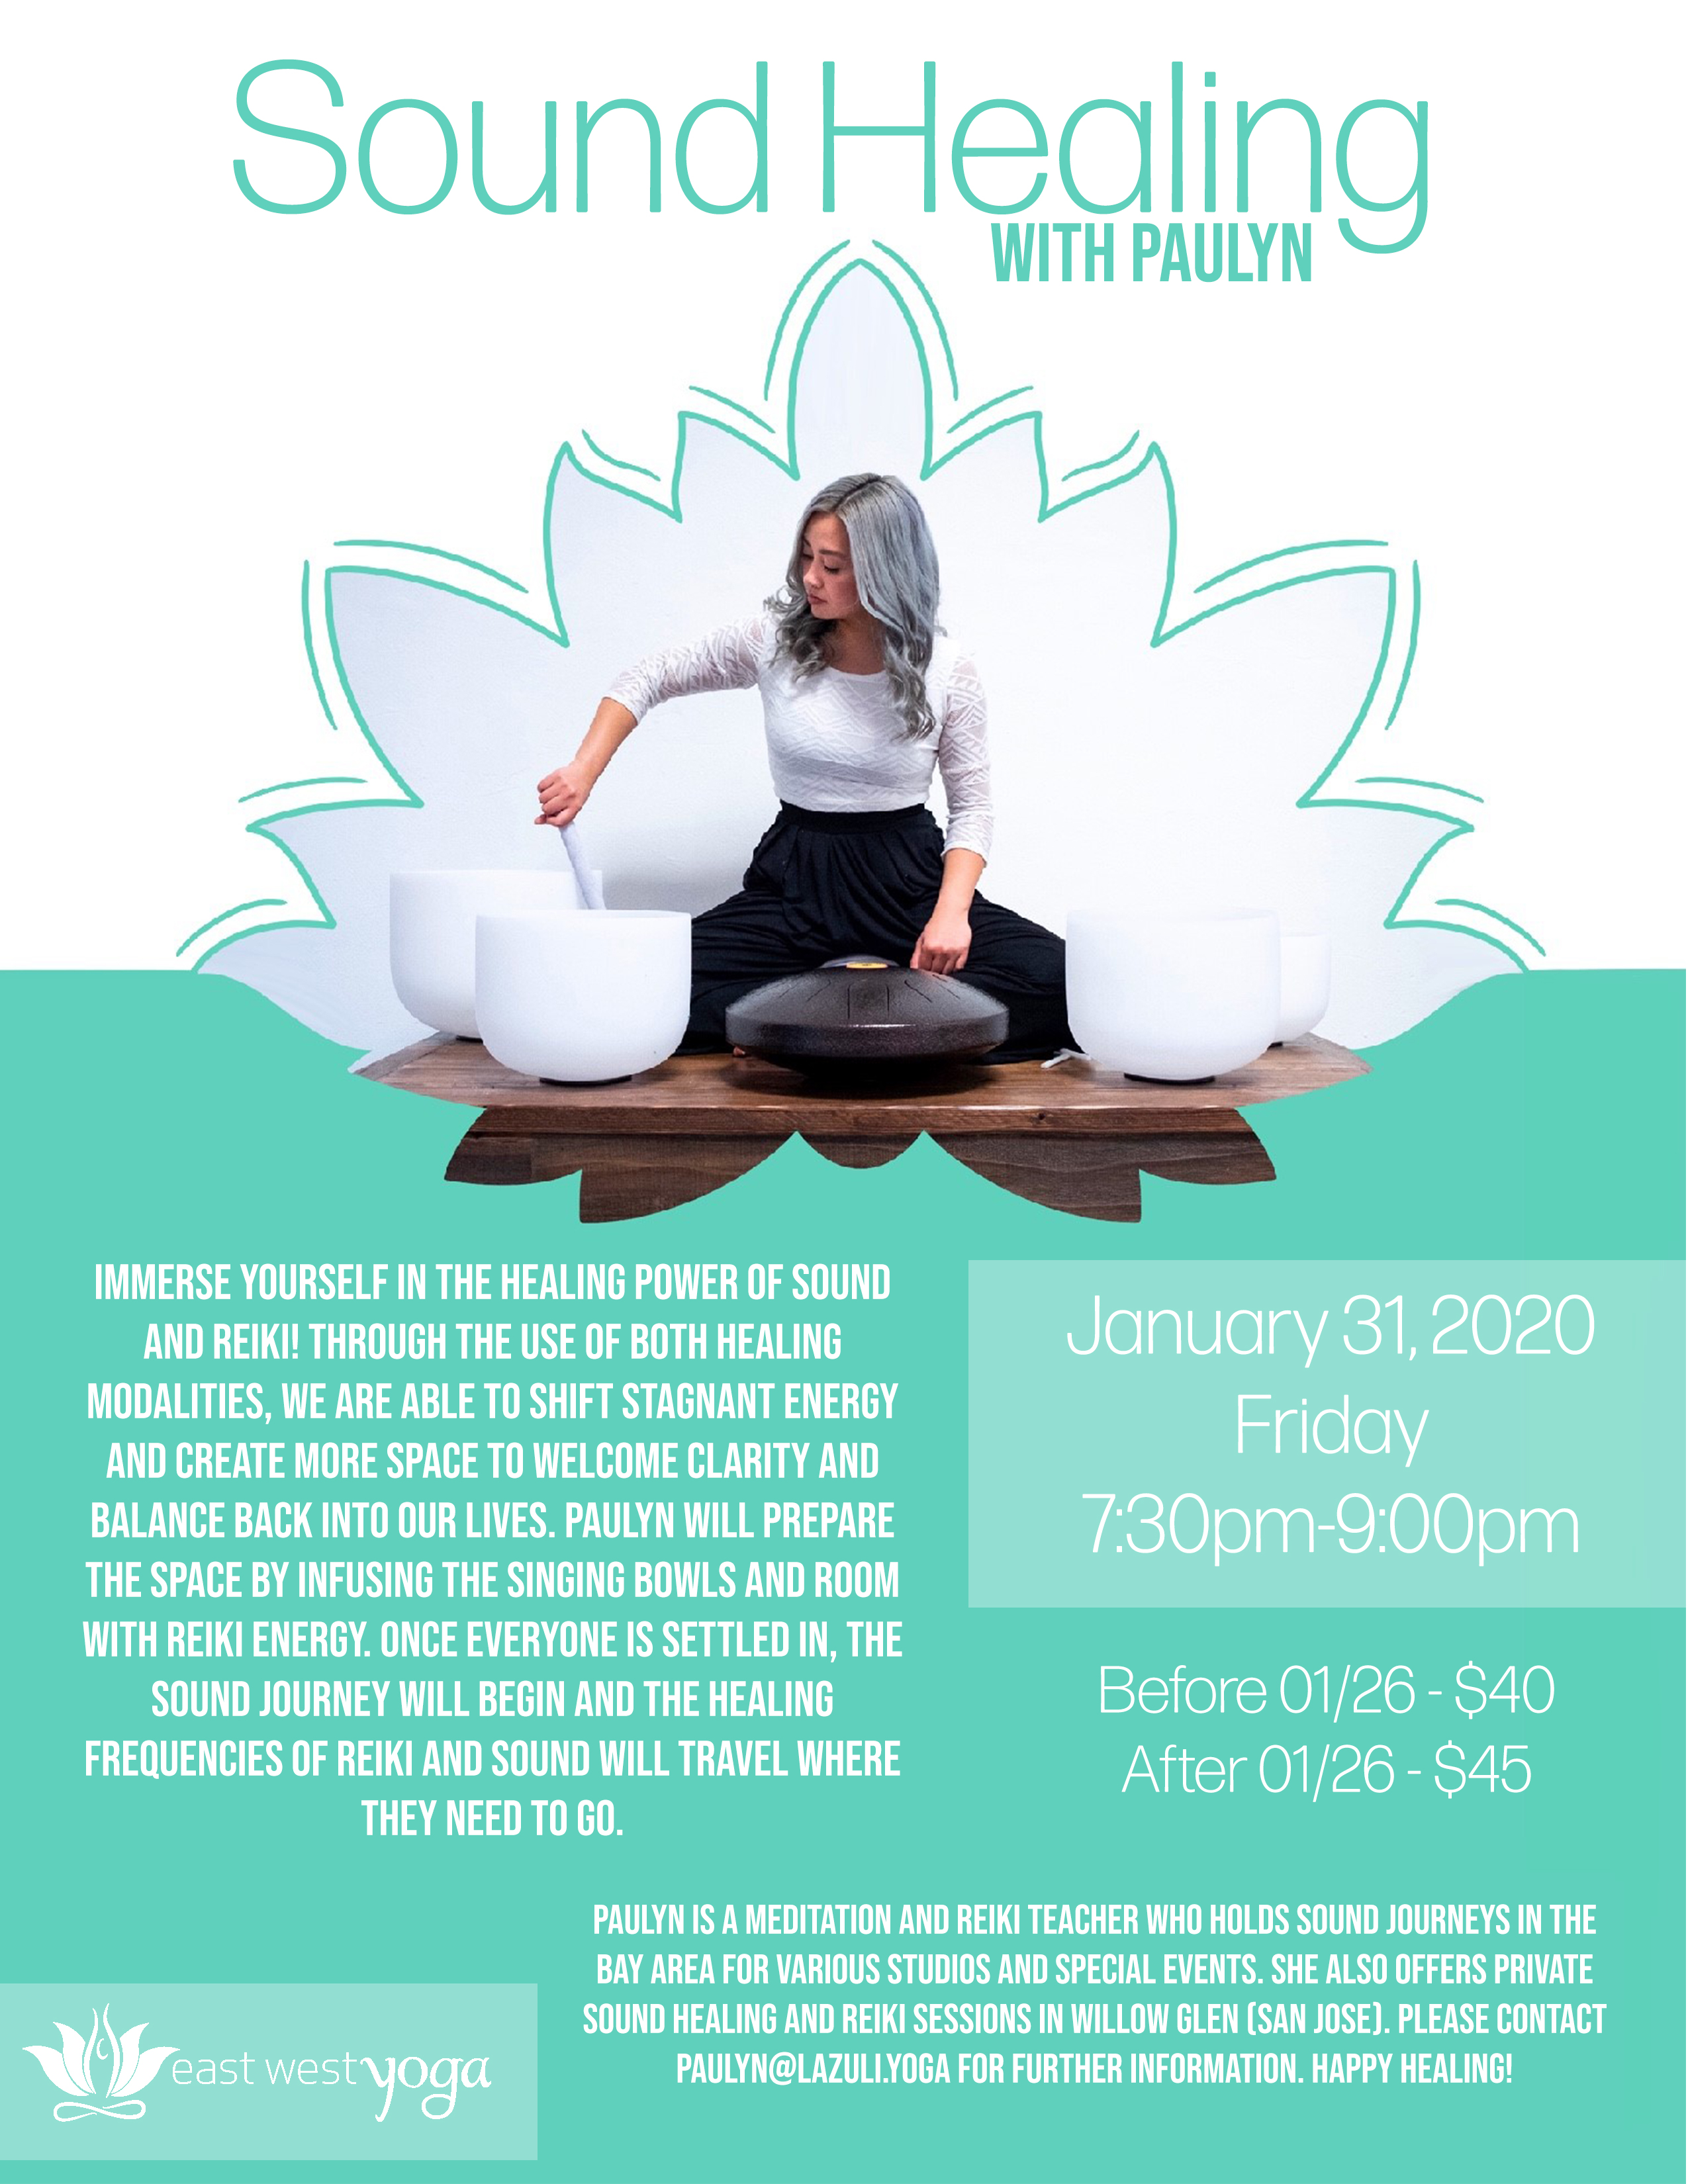 Sound Healing
WITH PAULYN
IMMERSE YOURSELF IN THE HEALING POWER OF SOUND
AND REIKI! THROUGH THE USE OF BOTH HEALING
MODALITIES, WE ARE ABLE TO SHIFT STAGNANT ENERGY
AND CREATE MORE SPACE TO WELCOME CLARITY AND
BALANCE BACK INTO OUR LIVES. PAULYN WILL PREPARE
THE SPACE BY INFUSING THE SINGING BOWLS AND ROOM
WITH REIKI ENERGY. ONCE EVERYONE IS SETTLED IN, THE
SOUND JOURNEY WILL BEGIN AND THE HEALING
FREQUENCIES OF REIKI AND SOUND WILL TRAVEL WHERE
THEY NEED TO GO.
January 31, 2020
Friday
7:30pm-9:00pm
Before 01/26 - $40
After 01/26 - $45
PAULYN IS A MEDITATION AND REIKI TEACHER WHO HOLDS SOUND JOURNEYS IN THE
BAY AREA FOR VARIOUS STUDIOS AND SPECIAL EVENTS. SHE ALSO OFFERS PRIVATE
SOUND HEALING AND REIKI SESSIONS IN WILLOW GLEN (SAN JOSE). PLEASE CONTACT
PAULYN@LAZULI.YOGA FOR FURTHER INFORMATION. HAPPY HEALING!
east west yoga